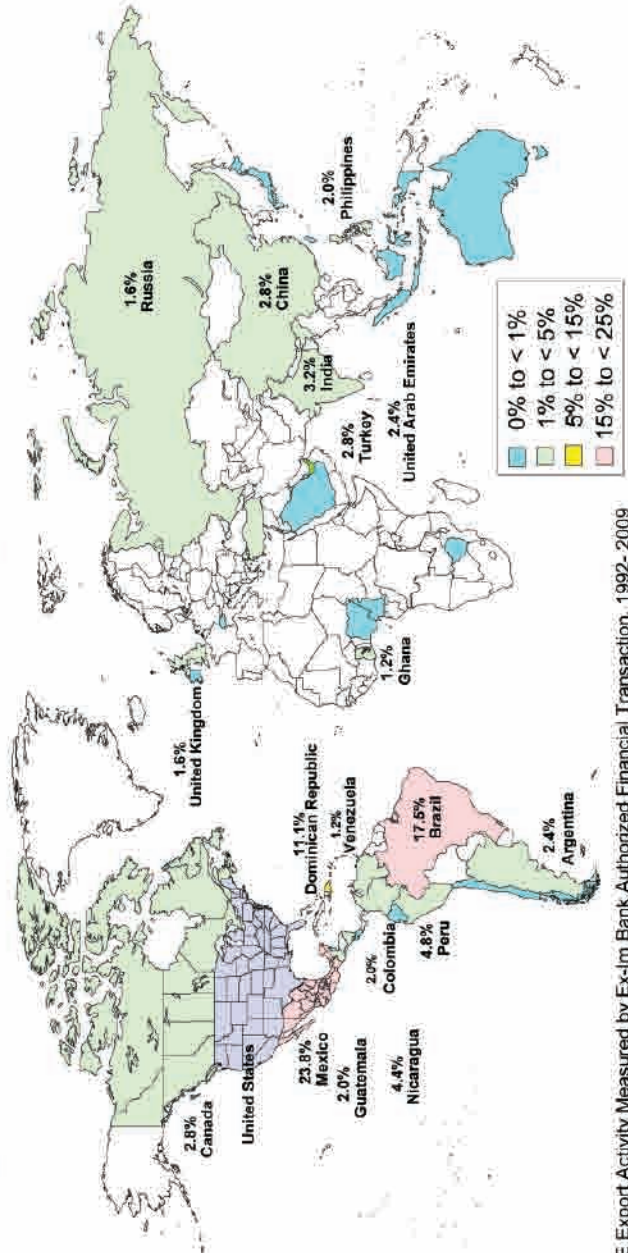 2.8%
Canada
United States
23.8%
Mexico
2.0%
Guatemala
4.4%
Nicaragua
11.1%
Dominican Republic
1.2%
Venezuela
2.0%
Colombia
4.8%
Peru
17.5%
Brazil
2.4%
Argentina
1.6%
United Kingdom
1.2%
Ghana
1.6%
Russia
2.8%
China
3.2%
India
2.8%
Turkey
2.4%
United Arab Emirates
2.0%
Philippines
0% to < 1%
1% to < 5%
5% to < 15%
15% to < 25%
Export Activity Measured by Ex-Im Bank Authorized Financial Transaction, 1992- 2009